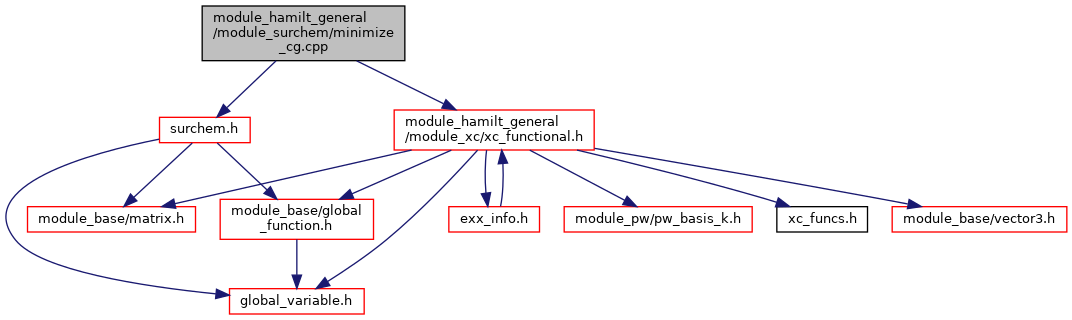 module_hamilt_general
/module_surchem/minimize
_cg.cpp
surchem.h
module_hamilt_general
/module_xc/xc_functional.h
module_base/matrix.h
module_base/global
_function.h
exx_info.h
module_pw/pw_basis_k.h
xc_funcs.h
module_base/vector3.h
global_variable.h